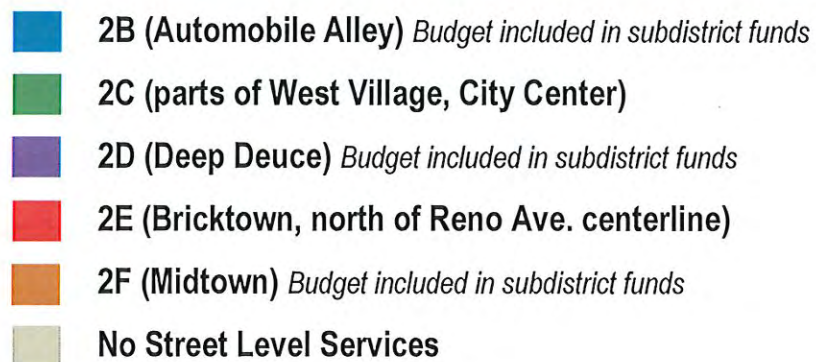 2B (Automobile Alley) Budget included in subdistrict funds
2C (parts of West Village, City Center)
2D (Deep Deuce) Budget included in subdistrict funds
2E (Bricktown, north of Reno Ave. centerline)
2F (Midtown) Budget included in subdistrict funds
No Street Level Services